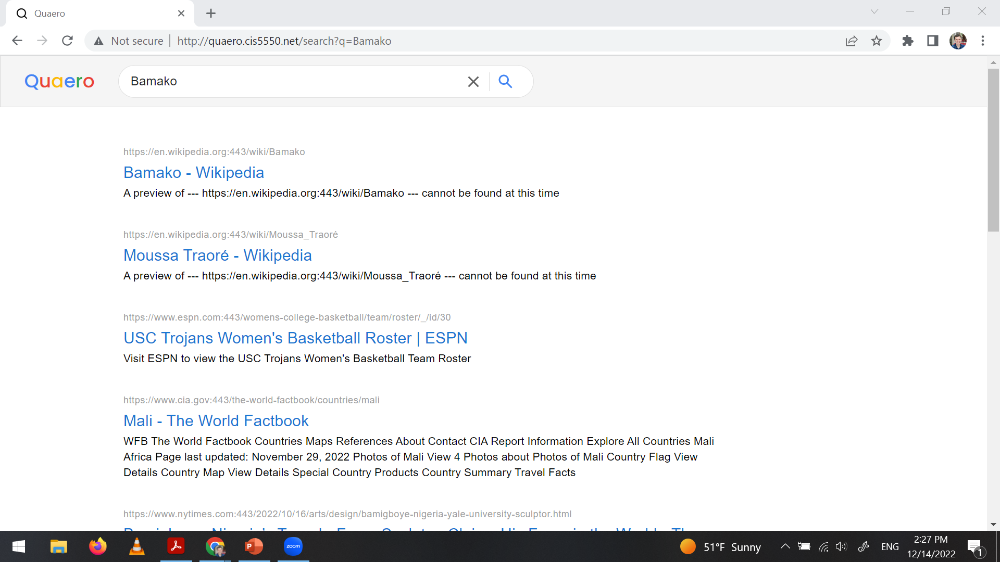 Quaero
Not secure
http://quaero.cis5550.net/search?q=Bamako
Quaero
Bamako
https://en.wikipedia.org:443/wiki/Bamako
Bamako - Wikipedia
A preview of --- https://en.wikipedia.org:443/wiki/Bamako --- cannot be found at this time
https://en.wikipedia.org:443/wiki/Moussa_Traoré
Moussa Traoré - Wikipedia
A preview of --- https://en.wikipedia.org:443/wiki/Moussa_Traoré --- cannot be found at this time
https://www.espn.com:443/womens-college-basketball/team/roster/_/id/30
USC Trojans Women's Basketball Roster | ESPN
Visit ESPN to view the USC Trojans Women's Basketball Team Roster
https://www.cia.gov:443/the-world-factbook/countries/mali
Mali - The World Factbook
WFB The World Factbook Countries Maps References About Contact CIA Report Information Explore All Countries Mali
Africa Page last updated: November 29, 2022 Photos of Mali View 4 Photos about Photos of Mali Country Flag View
Details Country Map View Details Special Country Products Country Summary Travel Facts
https://www.nytimes.com:443/2022/10/16/arts/design/bamigboye-nigeria-yale-university-sculptor.html
P
zoom
51°F Sunny
ENG
2:27 PM
12/14/2022
1